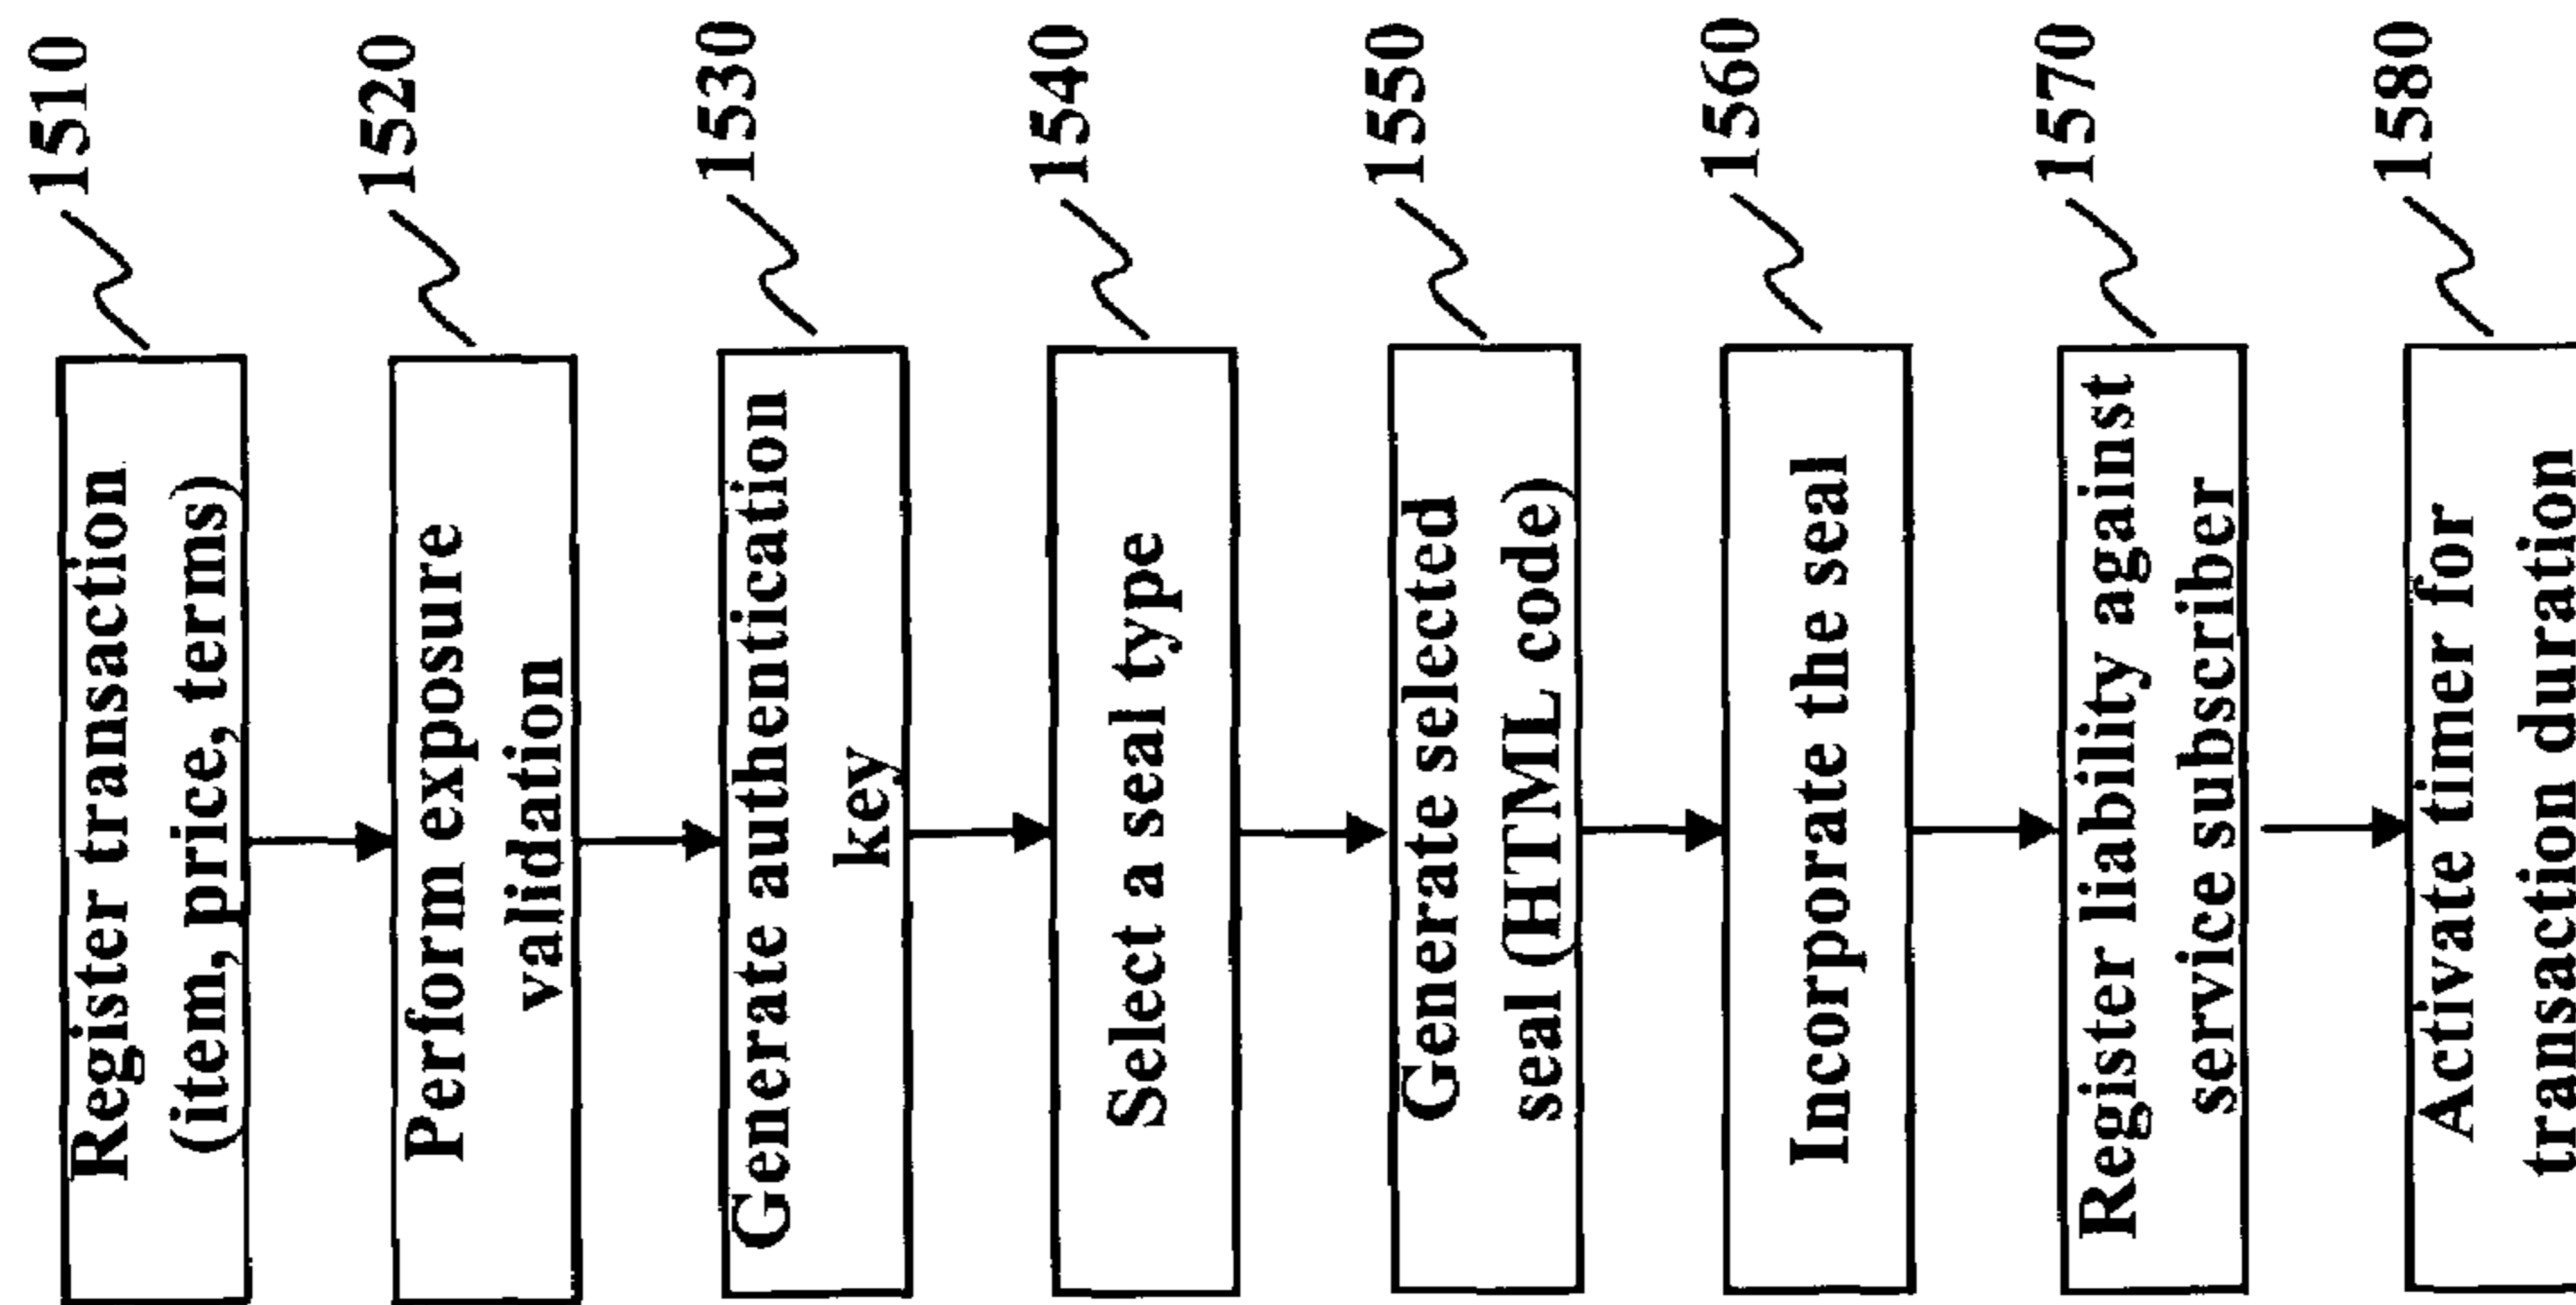 Register transaction
(item, price, terms)
1510
Perform exposure
validation
1520
Generate authentication
key
1530
Select a seal type
1540
Generate selected
seal (HTML code)
1550
Incorporate the seal
1560
Register liability against
service subscriber
1570
Activate timer for
transaction duration
1580